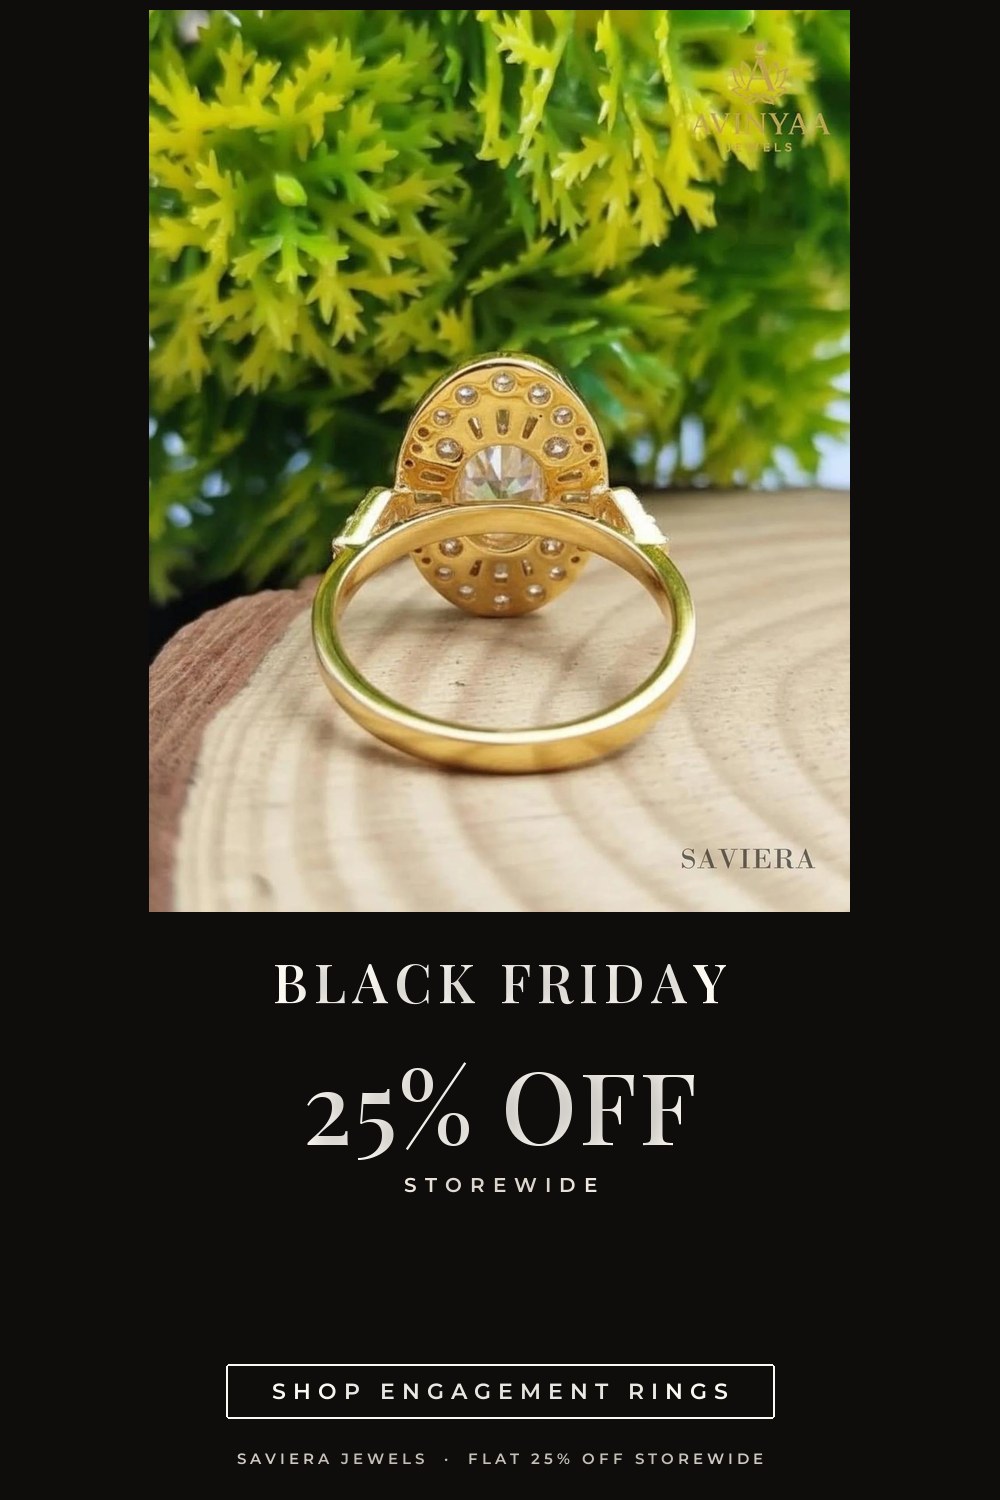 AVINYAA
JEWELS
SAVIERA
BLACK FRIDAY
25% OFF
STOREWIDE
SHOP ENGAGEMENT RINGS
SAVIERA JEWELS · FLAT 25% OFF STOREWIDE